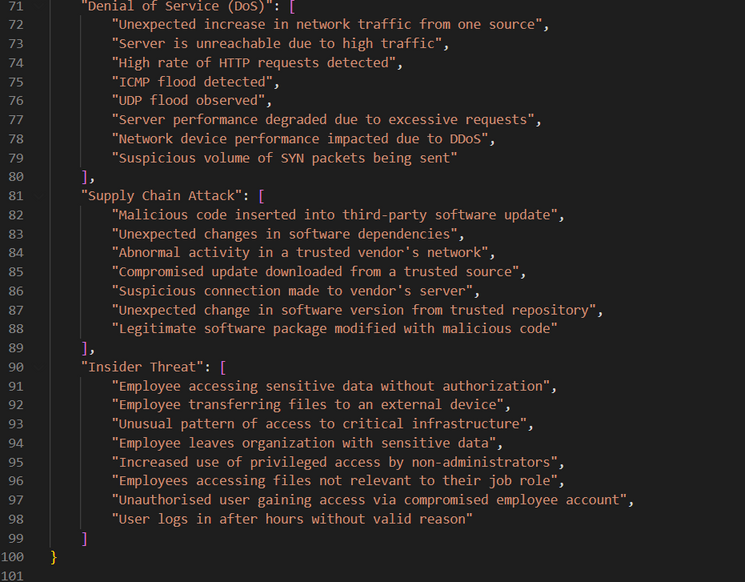 71 "Denial of Service (DoS)": [
72 "Unexpected increase in network traffic from one source",
73 "Server is unreachable due to high traffic",
74 "High rate of HTTP requests detected",
75 "ICMP flood detected",
76 "UDP flood observed",
77 "Server performance degraded due to excessive requests",
78 "Network device performance impacted due to DDoS",
79 "Suspicious volume of SYN packets being sent"
80 ],
81 "Supply Chain Attack": [
82 "Malicious code inserted into third-party software update",
83 "Unexpected changes in software dependencies",
84 "Abnormal activity in a trusted vendor's network",
85 "Compromised update downloaded from a trusted source",
86 "Suspicious connection made to vendor's server",
87 "Unexpected change in software version from trusted repository",
88 "Legitimate software package modified with malicious code"
89 ],
90 "Insider Threat": [
91 "Employee accessing sensitive data without authorization",
92 "Employee transferring files to an external device",
93 "Unusual pattern of access to critical infrastructure",
94 "Employee leaves organization with sensitive data",
95 "Increased use of privileged access by non-administrators",
96 "Employees accessing files not relevant to their job role",
97 "Unauthorised user gaining access via compromised employee account",
98 "User logs in after hours without valid reason"
99 ]
100 }
101